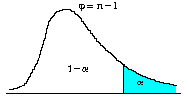 φ = n - 1
1 - α
α